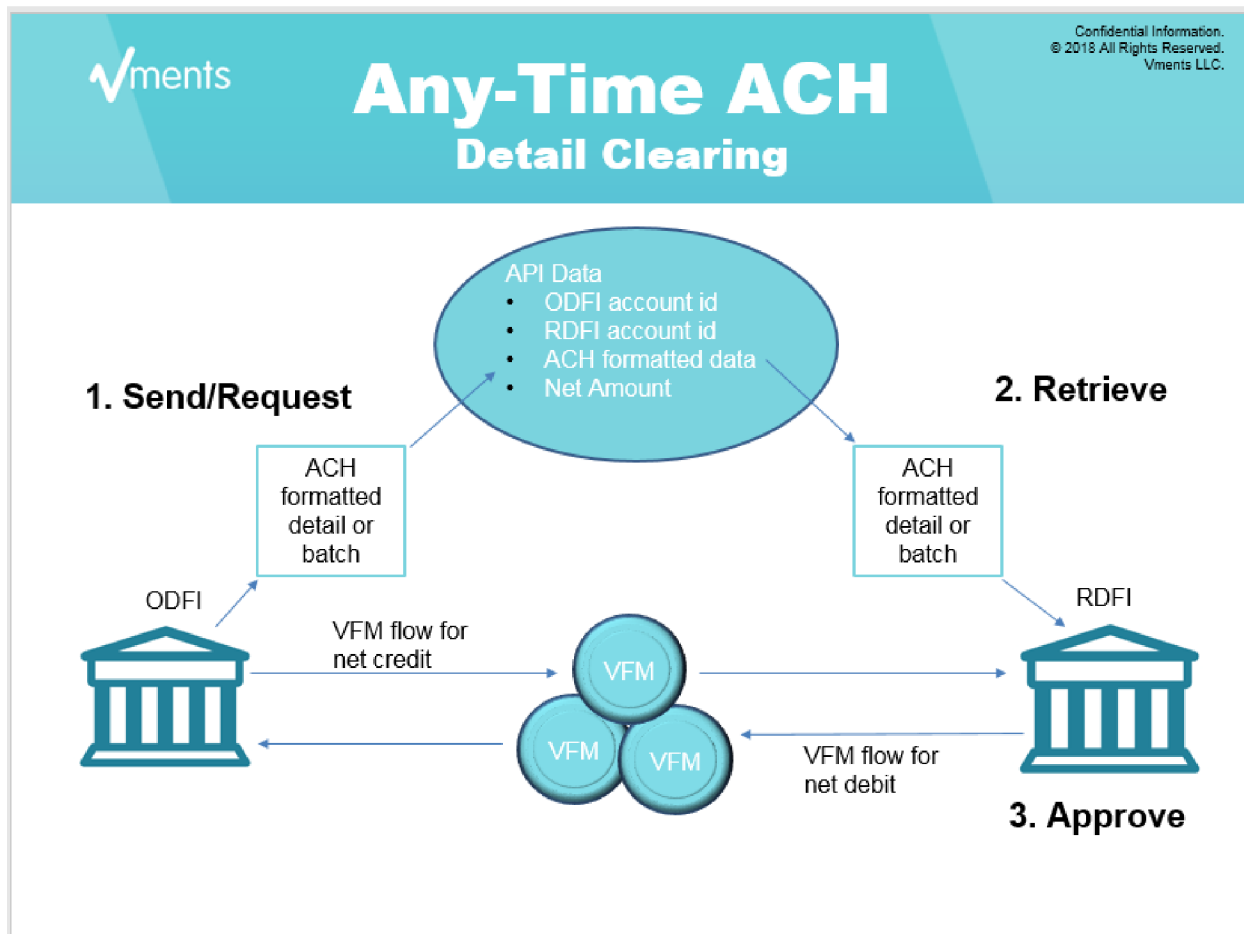 √ments
Any-Time ACH
Detail Clearing
Confidential Information.
© 2018 All Rights Reserved.
Vments LLC.
API Data
• ODFI account id
• RDFI account id
• ACH formatted data
• Net Amount
1. Send/Request
2. Retrieve
ACH
formatted
detail or
batch
ACH
formatted
detail or
batch
ODFI
RDFI
VFM flow for
net credit
VFM
VFM
VFM
VFM flow for
net debit
3. Approve